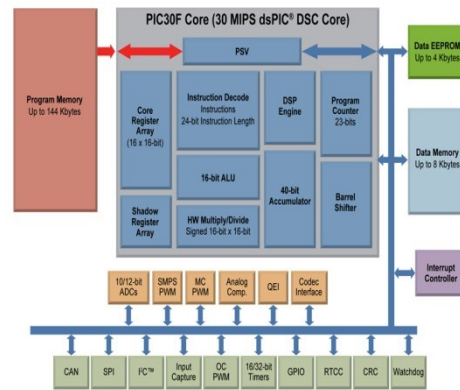 PIC30F Core (30 MIPS dsPIC® DSC Core)
PSV
Program Memory
Up to 144 Kbytes
Core
Register
Array
(16 x 16-bit)
Instruction Decode
Instructions
24-bit Instruction Length
DSP
Engine
Program
Counter
23-bits
16-bit ALU
Shadow
Register
Array
HW Multiply/Divide
Signed 16-bit x 16-bit
40-bit
Accumulator
Barrel
Shifter
Data EEPROM
Up to 4 Kbytes
Data Memory
Up to 8 Kbytes
Interrupt
Controller
10/12-bit
ADCs
SMPS
PWM
MC
PWM
Analog
Comp.
QEI
Codec
Interface
CAN
SPI
I²C™
Input
Capture
OC
PWM
16/32-bit
Timers
GPIO
RTCC
CRC
Watchdog